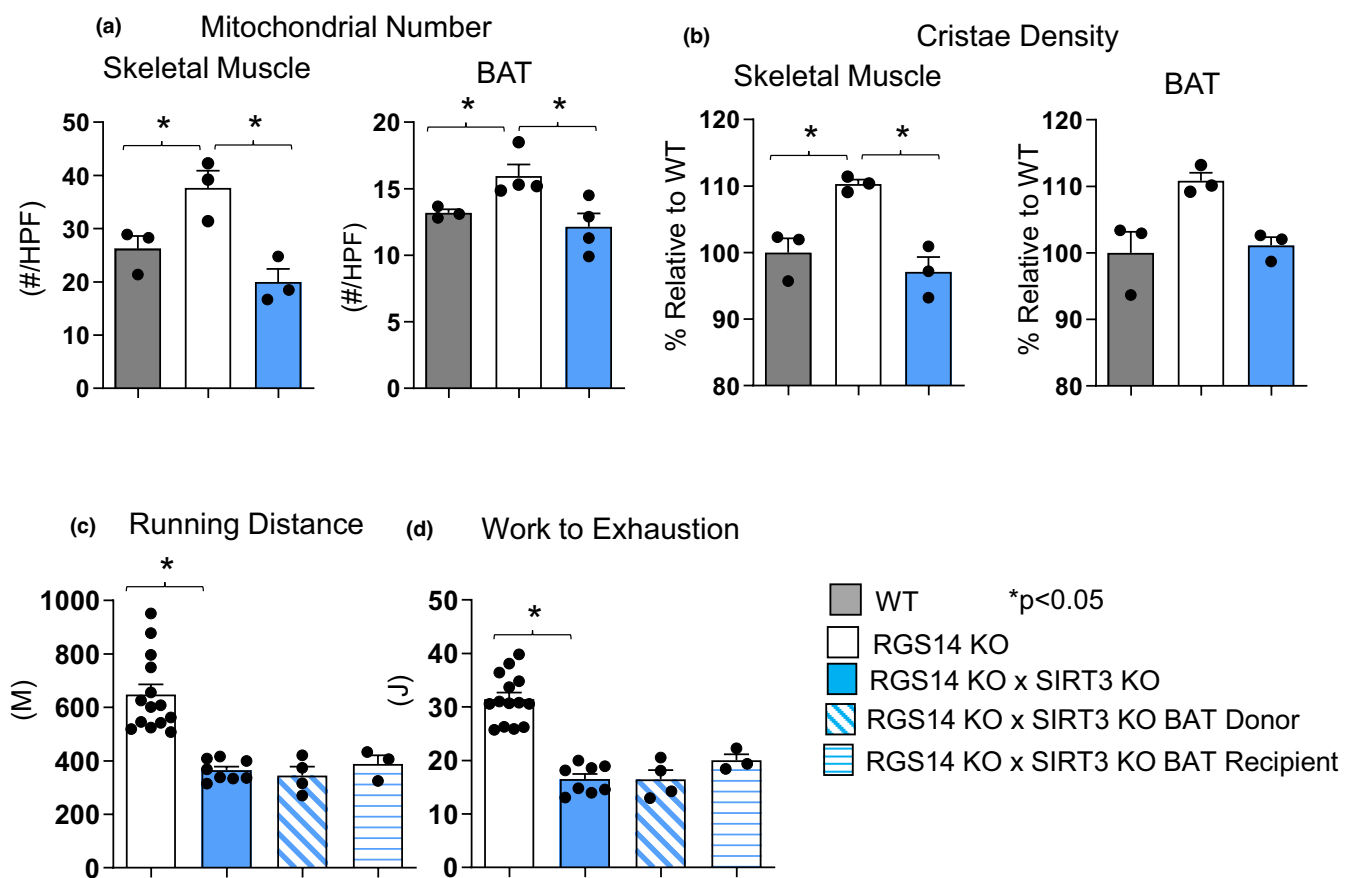 (a) Mitochondrial Number
Skeletal Muscle
BAT
(#/HPF)
50
40
30
20
10
0
*
*
(#/HPF)
20
15
10
5
0
*
*
(b) Cristae Density
Skeletal Muscle
BAT
% Relative to WT
120
110
100
90
80
*
*
% Relative to WT
120
110
100
90
80
(c) Running Distance
(M)
1000
800
600
400
200
0
*
(d) Work to Exhaustion
(J)
50
40
30
20
10
0
*
WT
*p<0.05
RGS14 KO
RGS14 KO x SIRT3 KO
RGS14 KO x SIRT3 KO BAT Donor
RGS14 KO x SIRT3 KO BAT Recipient